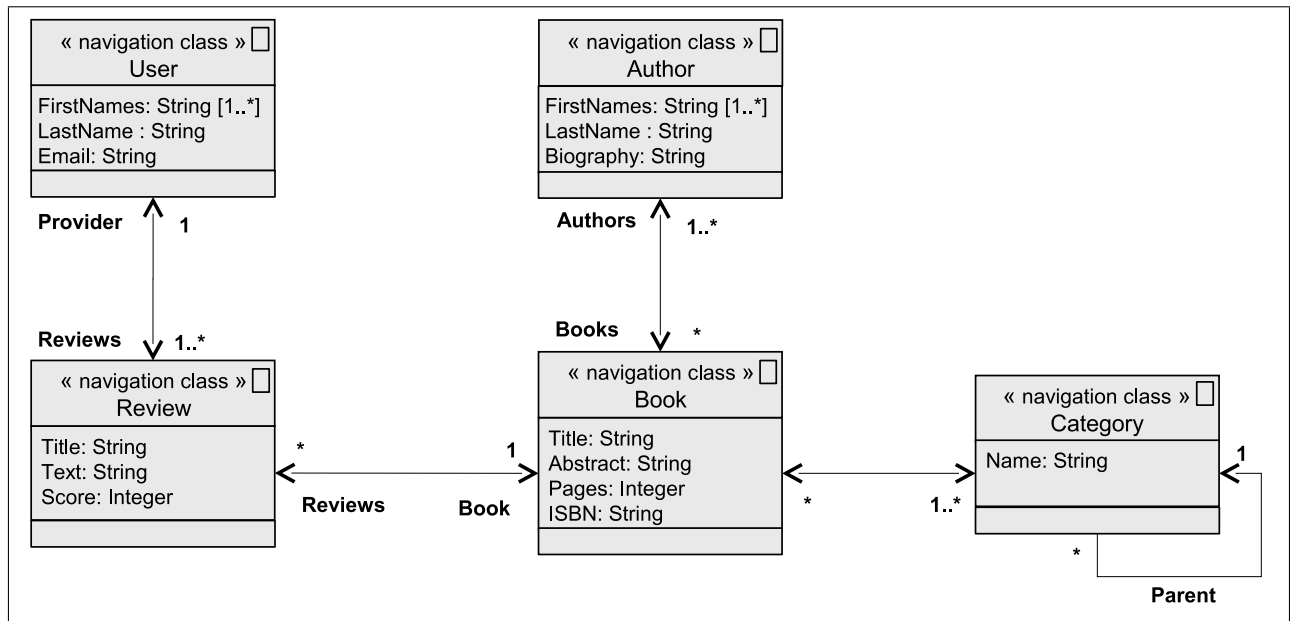 « navigation class »
User
FirstNames: String [1..*]
LastName : String
Email: String
« navigation class »
Author
FirstNames: String [1..*]
LastName : String
Biography: String
Provider
1
Authors
1..*
Reviews
1..*
Books
*
« navigation class »
Review
Title: String
Text: String
Score: Integer
*
Reviews
1
Book
« navigation class »
Book
Title: String
Abstract: String
Pages: Integer
ISBN: String
*
1..*
« navigation class »
Category
Name: String
1
*
Parent